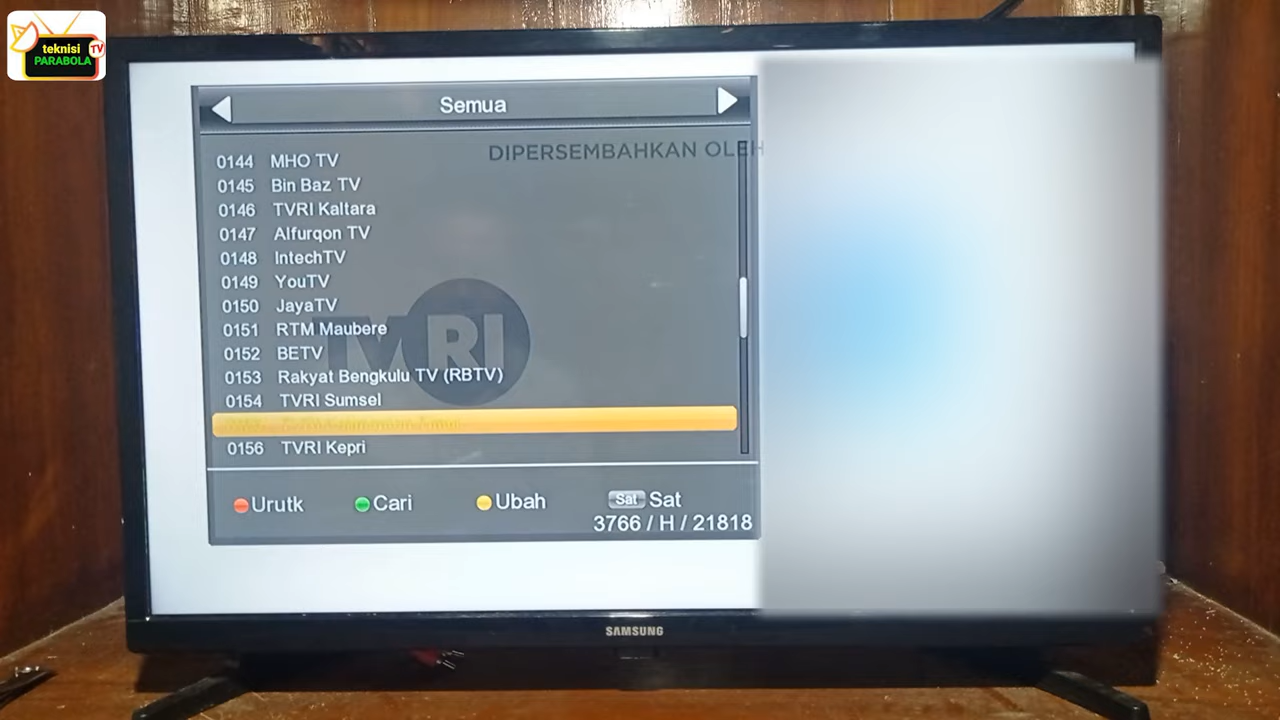 teknisi TV
PARABOLA
Semua
DIPERSEMBAHKAN OLEH
0144 MHO TV
0145 Bin Baz TV
0146 TVRI Kaltara
0147 Alfurqon TV
0148 IntechTV
0149 YouTV
0150 JayaTV
0151 RTM Maubere
0152 BETV
TVRI
0153 Rakyat Bengkulu TV (RBTV)
0154 TVRI Sumsel
0156 TVRI Kepri
Urutk Cari Ubah Sat Sat
3766 / H / 21818
SAMSUNG